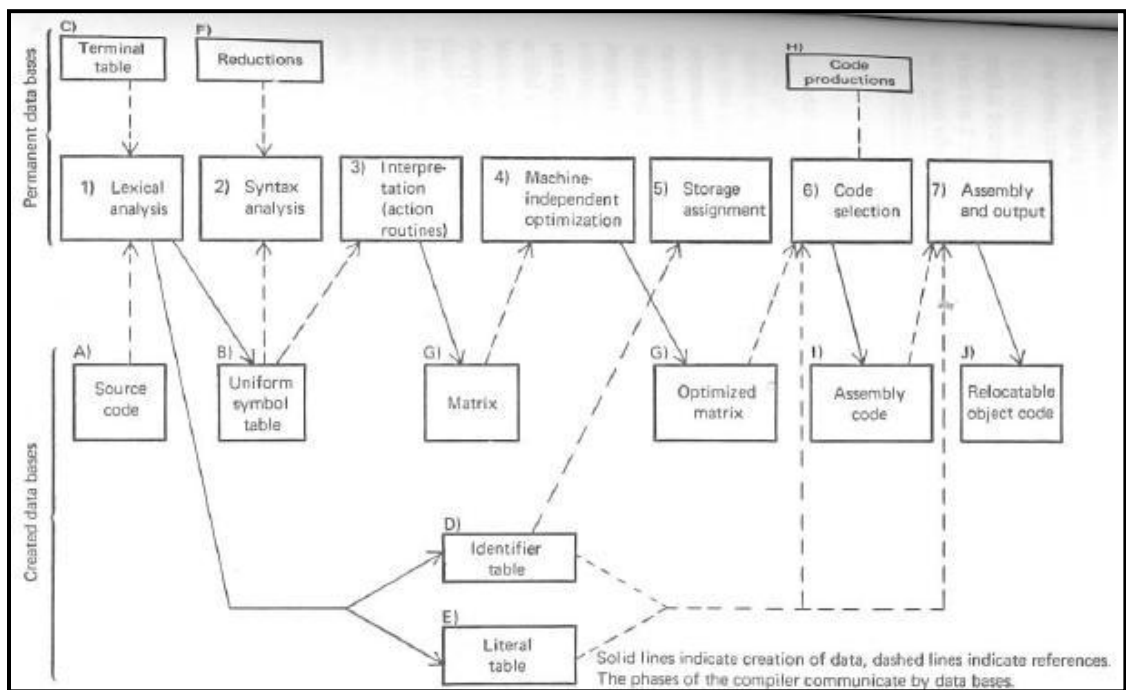 C)
Terminal
table
F)
Reductions
H)
Code
productions
Permanent data bases
1) Lexical
analysis
2) Syntax
analysis
3) Interpre-
tation
(action
routines)
4) Machine-
independent
optimization
5) Storage
assignment
6) Code
selection
7) Assembly
and output
Created data bases
A)
Source
code
B)
Uniform
symbol
table
G)
Matrix
G)
Optimized
matrix
I)
Assembly
code
J)
Relocatable
object code
D)
Identifier
table
E)
Literal
table
Solid lines indicate creation of data, dashed lines indicate references.
The phases of the compiler communicate by data bases.